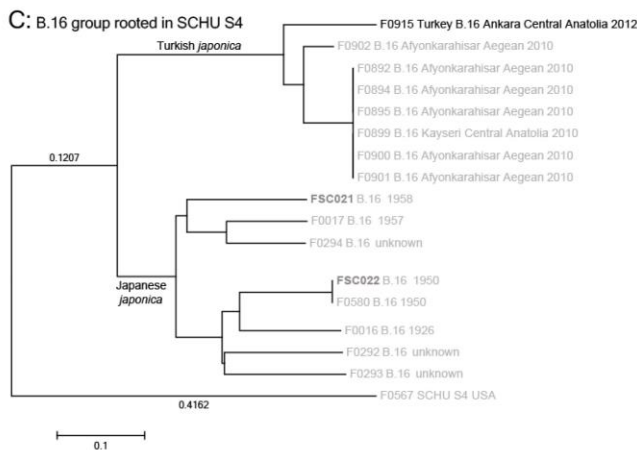 C: B.16 group rooted in SCHU S4
F0915 Turkey B.16 Ankara Central Anatolia 2012
Turkish japonica
F0902 B.16 Afyonkarahisar Aegean 2010
F0892 B.16 Afyonkarahisar Aegean 2010
F0894 B.16 Afyonkarahisar Aegean 2010
F0895 B.16 Afyonkarahisar Aegean 2010
F0899 B.16 Kayseri Central Anatolia 2010
F0900 B.16 Afyonkarahisar Aegean 2010
0.1207
F0901 B.16 Afyonkarahisar Aegean 2010
FSC021 B.16 1958
F0017 B.16 1957
F0294 B.16 unknown
FSC022 B.16 1950
Japanese
japonica
F0580 B.16 1950
F0016 B.16 1926
F0292 B.16 unknown
F0293 B.16 unknown
F0567 SCHU S4 USA
0.4162
0.1